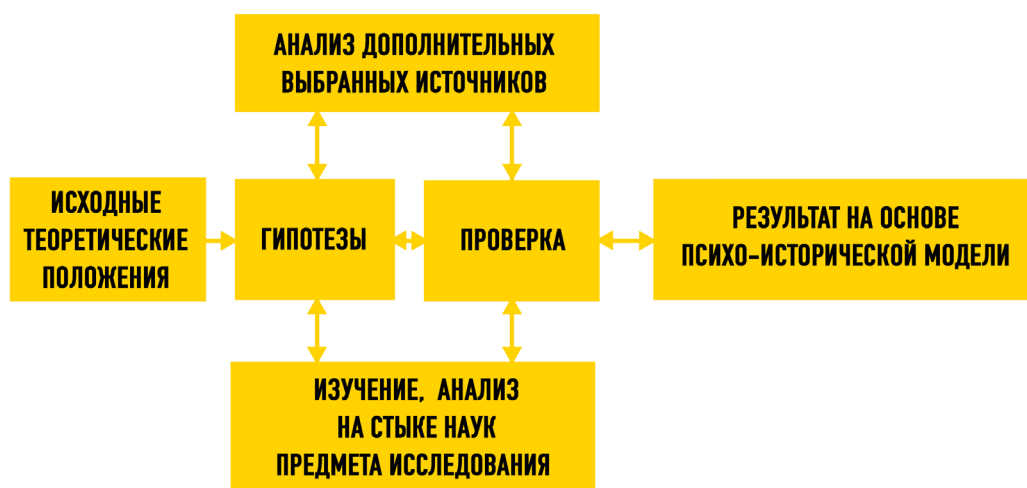 АНАЛИЗ ДОПОЛНИТЕЛЬНЫХ
ВЫБРАННЫХ ИСТОЧНИКОВ
ИСХОДНЫЕ
ТЕОРЕТИЧЕСКИЕ
ПОЛОЖЕНИЯ
ГИПОТЕЗЫ
ПРОВЕРКА
РЕЗУЛЬТАТ НА ОСНОВЕ
ПСИХО-ИСТОРИЧЕСКОЙ МОДЕЛИ
ИЗУЧЕНИЕ, АНАЛИЗ
НА СТЫКЕ НАУК
ПРЕДМЕТА ИССЛЕДОВАНИЯ